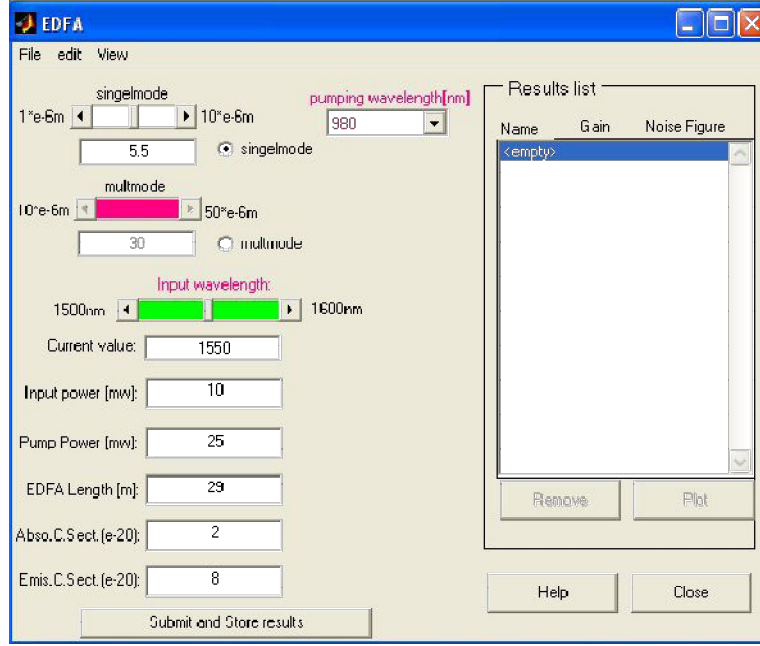 EDFA
File edit View
singelmode
1*e-6m 10*e-6m
5.5 singelmode
pumping wavelength[nm]
980
multmode
10*e-6m 50*e-6m
30 multmode
Input wavelength:
1500nm 1600nm
Current value: 1550
Input power [mw]: 10
Pump Power [mw]: 25
EDFA Length [m]: 29
Abso.C.Sect.(e-20): 2
Emis.C.Sect.(e-20): 8
Submit and Store results
Results list
Name Gain Noise Figure
<empty>
Remove Plot
Help Close